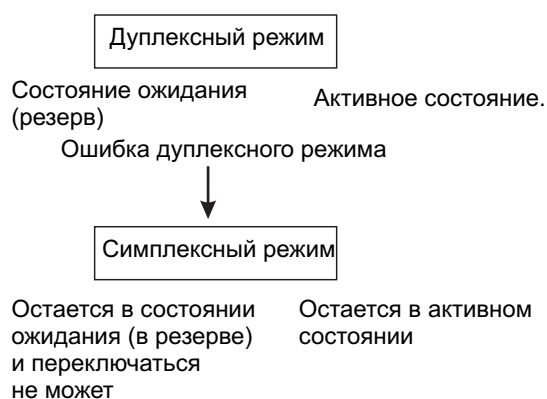 Дуплексный режим
Состояние ожидания
(резерв)
Активное состояние.
Ошибка дуплексного режима
Симплексный режим
Остается в состоянии
ожидания (в резерве)
и переключаться
не может
Остается в активном
состоянии